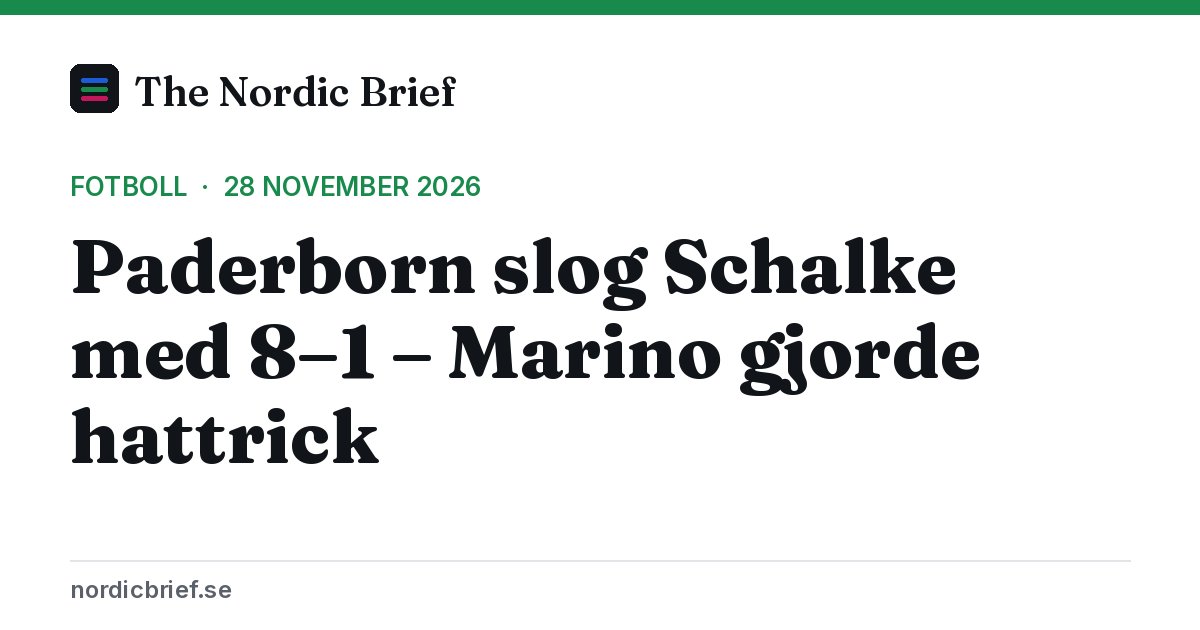 The Nordic Brief
FOTBOLL · 28 NOVEMBER 2026
Paderborn slog Schalke
med 8–1 – Marino gjorde
hattrick
nordicbrief.se